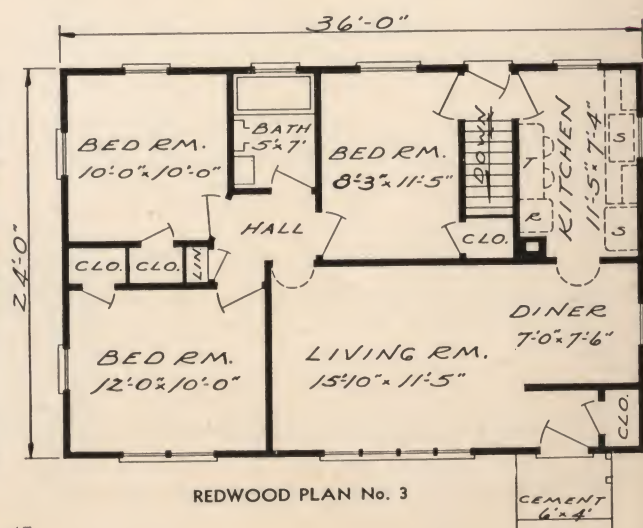 36'-0"
24'-0"
BED RM.
10'-0" x 10'-0"
BATH
5' x 7'
BED RM.
8'-3" x 11'-5"
DOWN
KITCHEN
11'-5" x 7'-4"
T
R
S
S
HALL
CLO.
CLO.
CLO.
LIN.
BED RM.
12'-0" x 10'-0"
LIVING RM.
15'-10" x 11'-5"
DINER
7'-0" x 7'-6"
CLO.
CEMENT
6' x 4'
REDWOOD PLAN No. 3